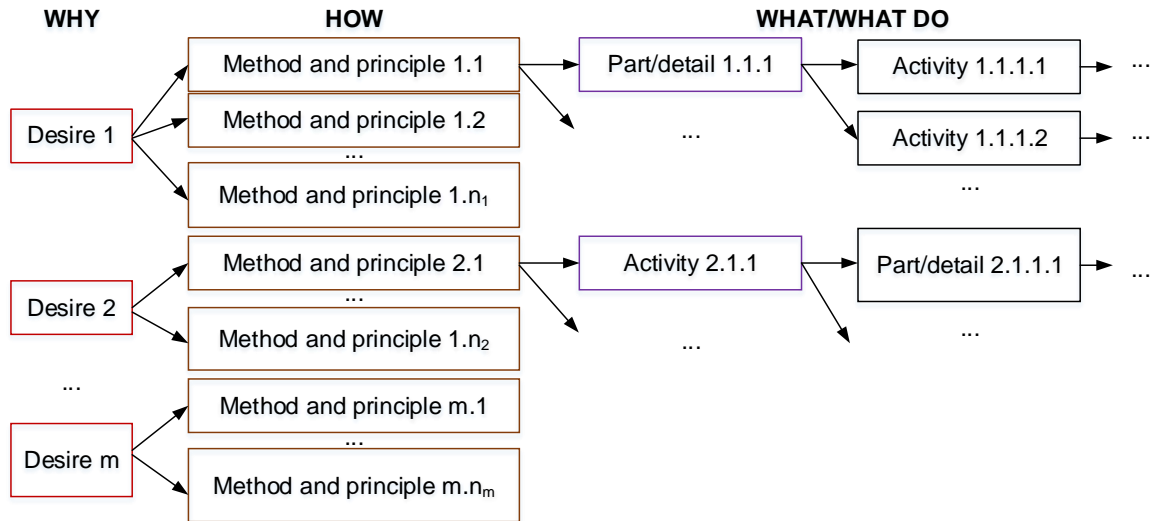 WHY HOW WHAT/WHAT DO
Method and principle 1.1 Part/detail 1.1.1 Activity 1.1.1.1 ...
Desire 1 Method and principle 1.2 ... Activity 1.1.1.2 ...
...
Method and principle 1.n₁ ...
Method and principle 2.1 Activity 2.1.1 Part/detail 2.1.1.1 ...
...
Desire 2 Method and principle 1.n₂ ... ...
...
Method and principle m.1
...
Desire m Method and principle m.nₘ